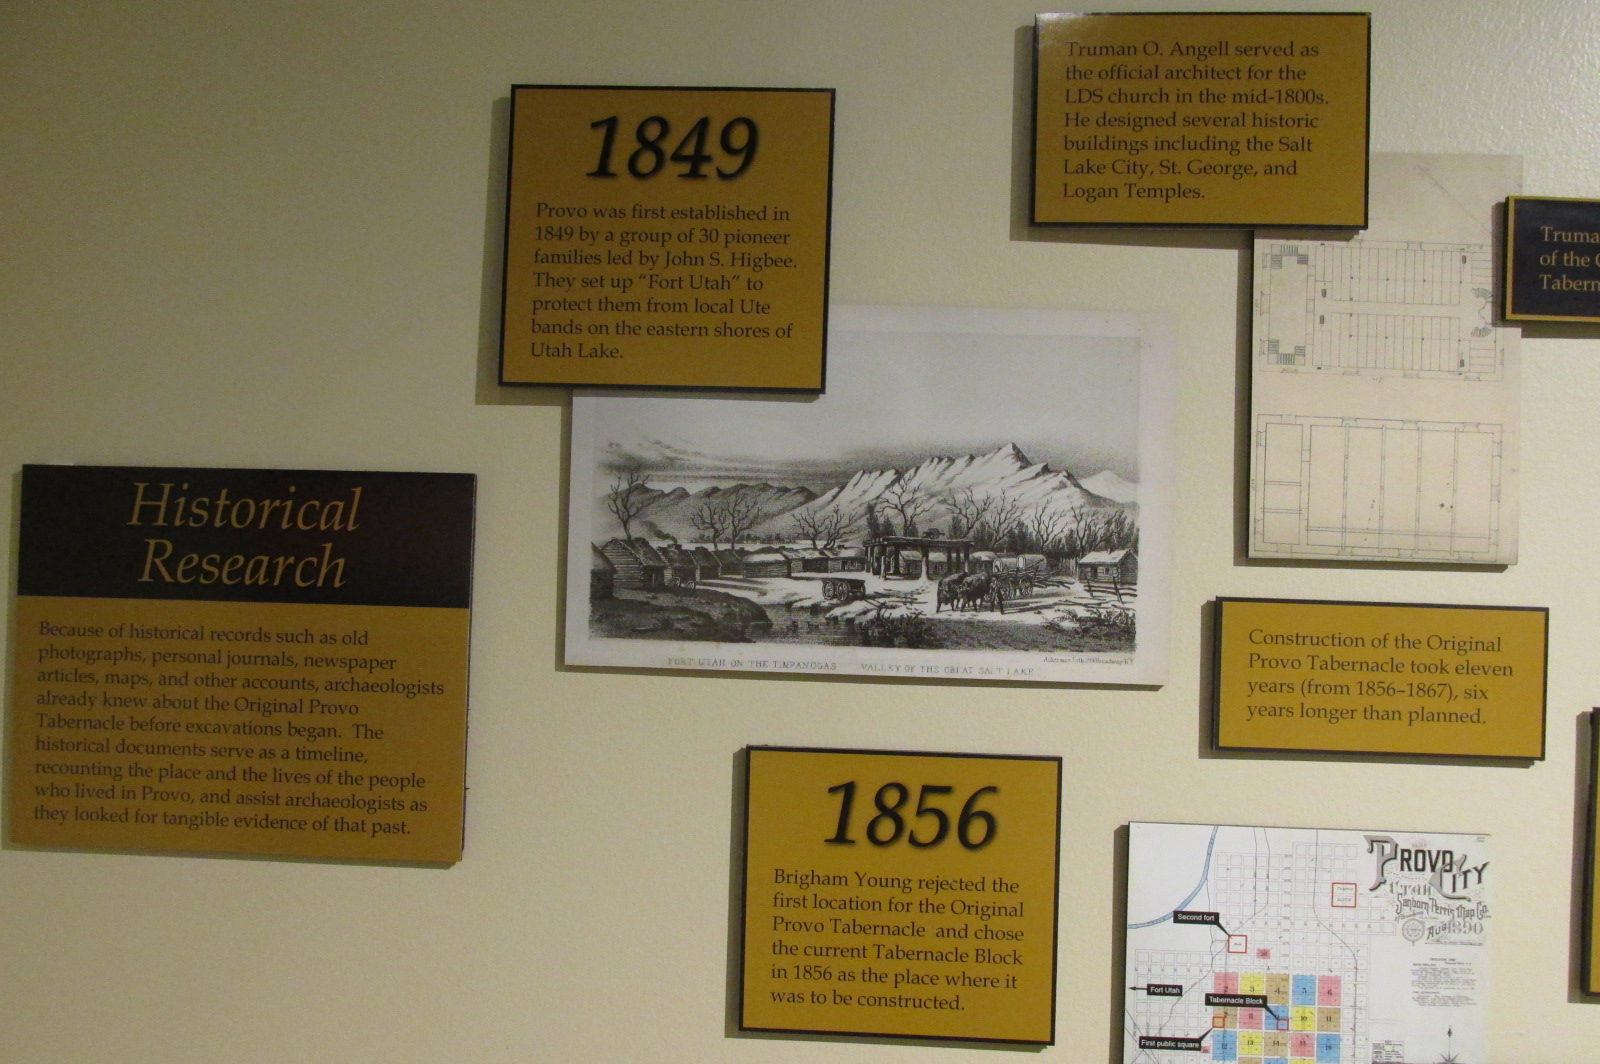 Historical
Research
Because of historical records such as old
photographs, personal journals, newspaper
articles, maps, and other accounts, archaeologists
already knew about the Original Provo
Tabernacle before excavations began. The
historical documents serve as a timeline,
recounting the place and the lives of the people
who lived in Provo, and assist archaeologists as
they looked for tangible evidence of that past.
1849
Provo was first established in
1849 by a group of 30 pioneer
families led by John S. Higbee.
They set up "Fort Utah" to
protect them from local Ute
bands on the eastern shores of
Utah Lake.
FORT UTAH ON THE TIMPANOGAS VALLEY OF THE GREAT SALT LAKE
1856
Brigham Young rejected the
first location for the Original
Provo Tabernacle and chose
the current Tabernacle Block
in 1856 as the place where it
was to be constructed.
Truman O. Angell served as
the official architect for the
LDS church in the mid-1800s.
He designed several historic
buildings including the Salt
Lake City, St. George, and
Logan Temples.
Truma
of the
Tabern
Construction of the Original
Provo Tabernacle took eleven
years (from 1856–1867), six
years longer than planned.
PROVO CITY
UTAH
Sanborn Perris Map Co.
Aug 1890
Second fort
Fort Utah
Tabernacle Block
First public square